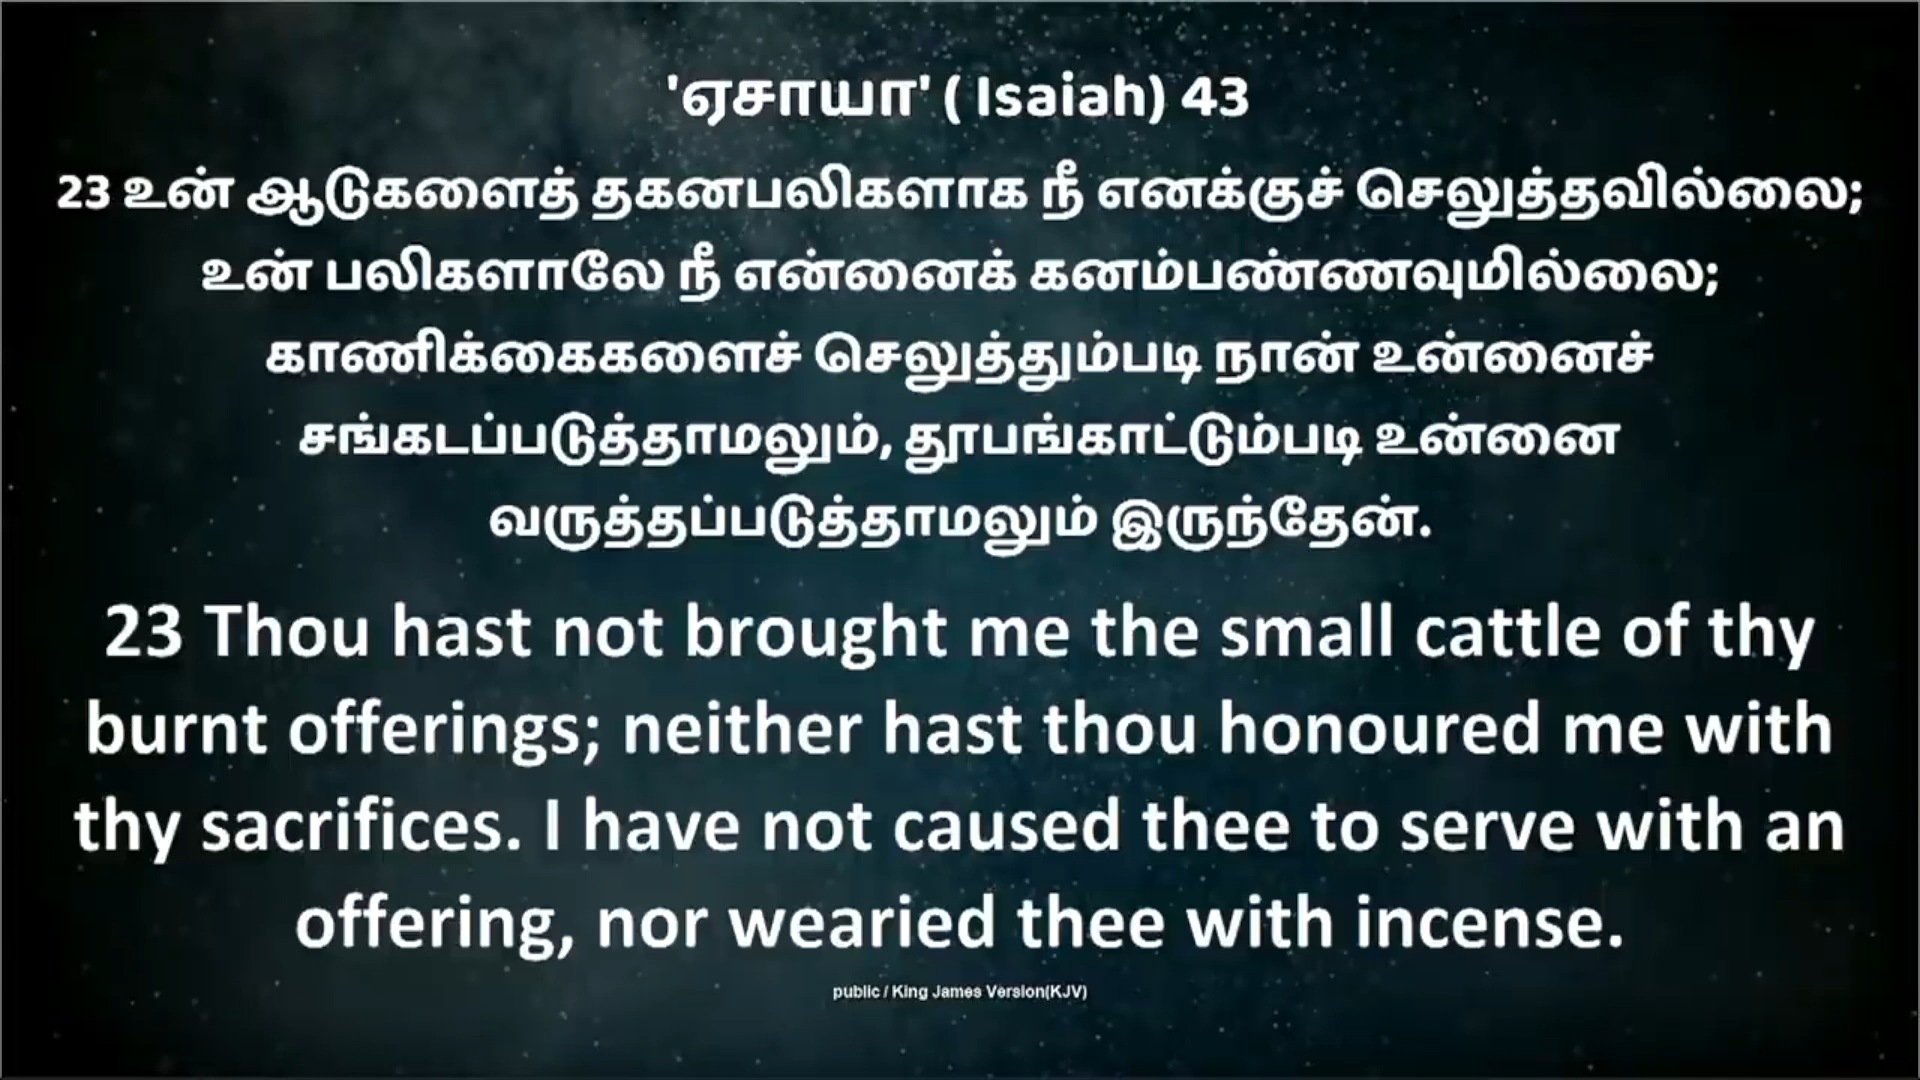 'ஏசாயா' ( Isaiah) 43
23 உன் ஆடுகளைத் தகனபலிகளாக நீ எனக்குச் செலுத்தவில்லை;
உன் பலிகளாலே நீ என்னைக் கனம்பண்ணவுமில்லை;
காணிக்கைகளைச் செலுத்தும்படி நான் உன்னைச்
சங்கடப்படுத்தாமலும், தூபங்காட்டும்படி உன்னை
வருத்தப்படுத்தாமலும் இருந்தேன்.
23 Thou hast not brought me the small cattle of thy
burnt offerings; neither hast thou honoured me with
thy sacrifices. I have not caused thee to serve with an
offering, nor wearied thee with incense.
public / King James Version(KJV)